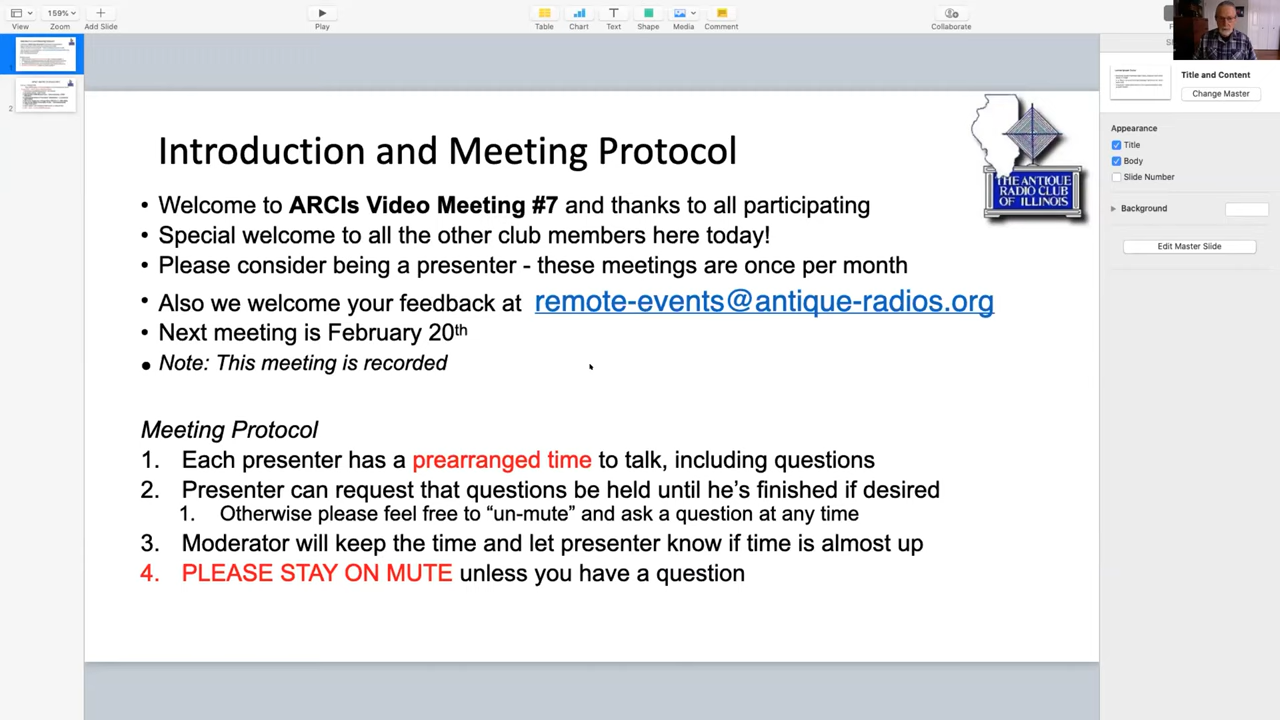 159%
View
Zoom
Add Slide
Play
Table
Chart
Text
Shape
Media
Comment
Collaborate
1
2
Introduction and Meeting Protocol
THE ANTIQUE
RADIO CLUB
OF ILLINOIS
• Welcome to ARCIs Video Meeting #7 and thanks to all participating
• Special welcome to all the other club members here today!
• Please consider being a presenter - these meetings are once per month
• Also we welcome your feedback at remote-events@antique-radios.org
• Next meeting is February 20th
• Note: This meeting is recorded
Meeting Protocol
1. Each presenter has a prearranged time to talk, including questions
2. Presenter can request that questions be held until he's finished if desired
1. Otherwise please feel free to “un-mute” and ask a question at any time
3. Moderator will keep the time and let presenter know if time is almost up
4. PLEASE STAY ON MUTE unless you have a question
Title and Content
Change Master
Appearance
Title
Body
Slide Number
Background
Edit Master Slide